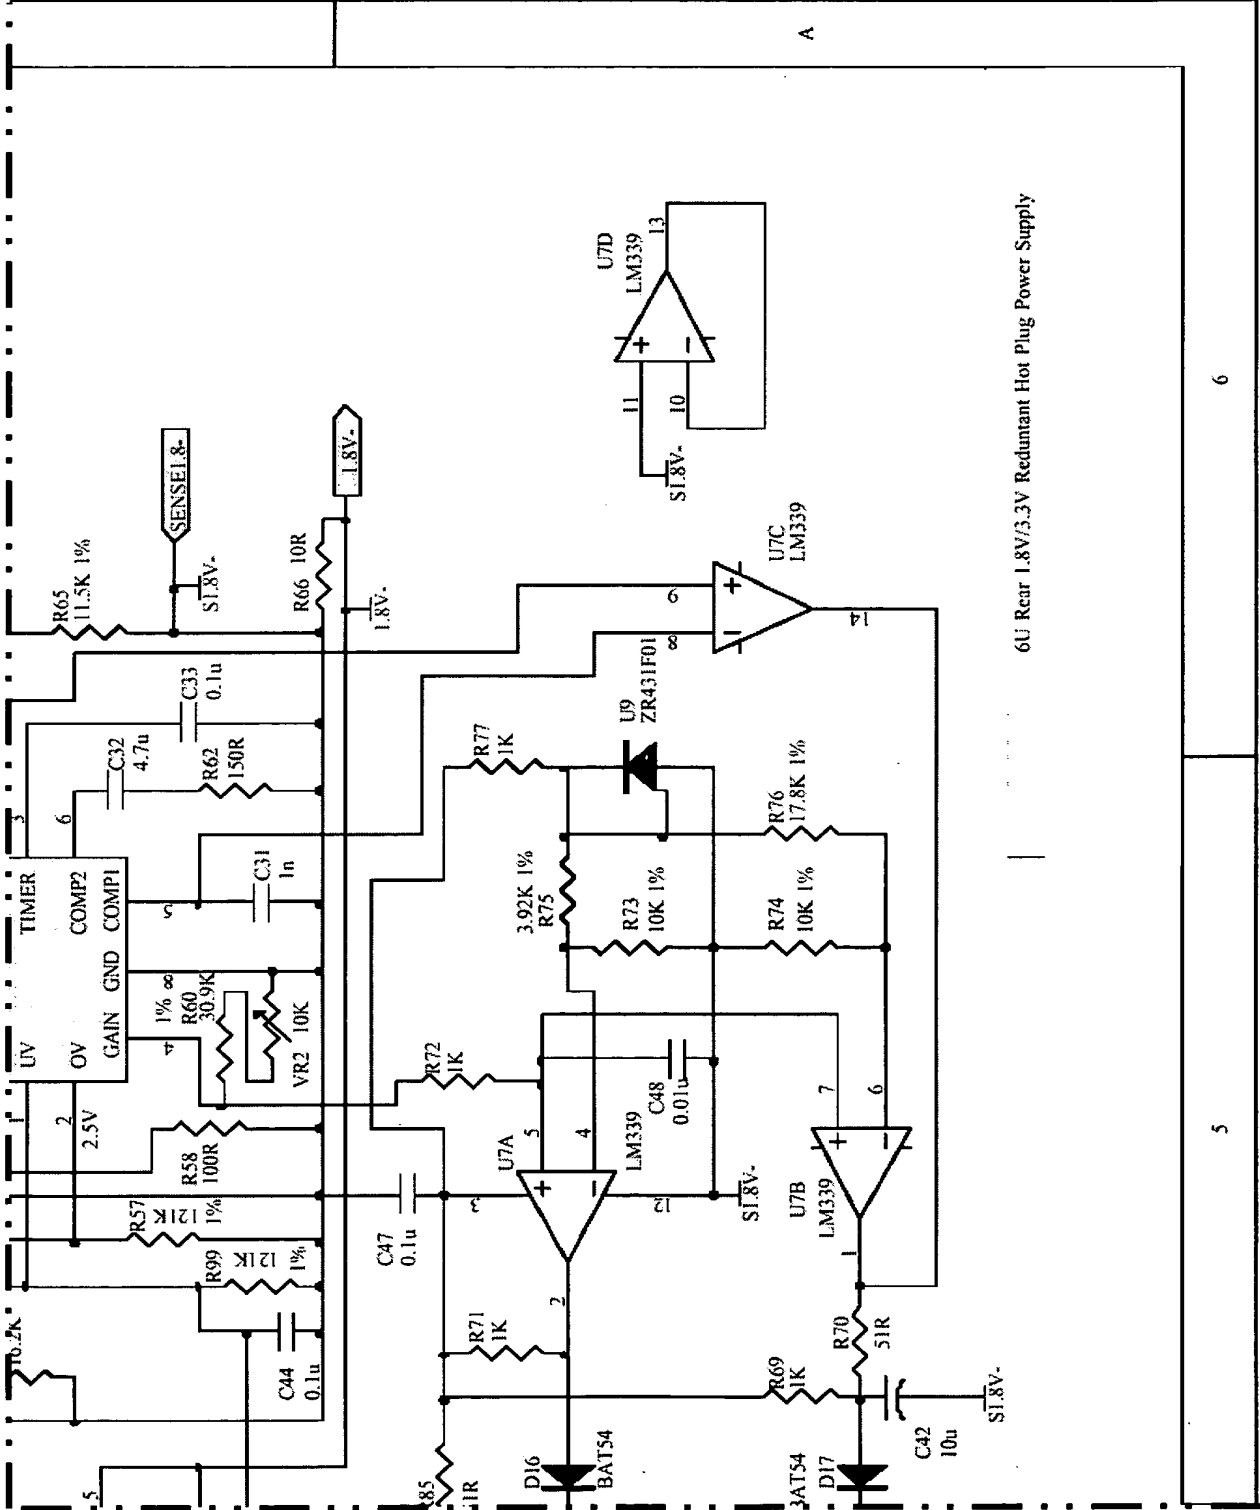 A
R65
11.5K 1%
SENSE1.8-
S1.8V-
R66 10R
1.8V-
1.8V-
C33
0.1u
C32
4.7u
R62
150R
3
6
TIMER
COMP2
COMP1
GND
GAIN
UV
OV
5
C31
1n
8
1%
R60
30.9K
4
VR2
10K
1
2
2.5V
R58
100R
R57
121K
1%
R99
121K
1%
16.2K
C44
0.1u
5
U7D
LM339
13
11
10
S1.8V-
U7C
LM339
9
8
14
U9
ZR431F01
R77
1K
R76
17.8K 1%
3.92K 1%
R75
R73
10K 1%
R74
10K 1%
R72
1K
C48
0.01u
U7A
5
4
LM339
3
12
2
C47
0.1u
S1.8V-
7
6
U7B
LM339
1
R71
1K
R70
51R
R69
1K
C42
10u
S1.8V-
R85
1R
D16
BAT54
BAT54
D17
6U Rear 1.8V/3.3V Reduntant Hot Plug Power Supply
6
5